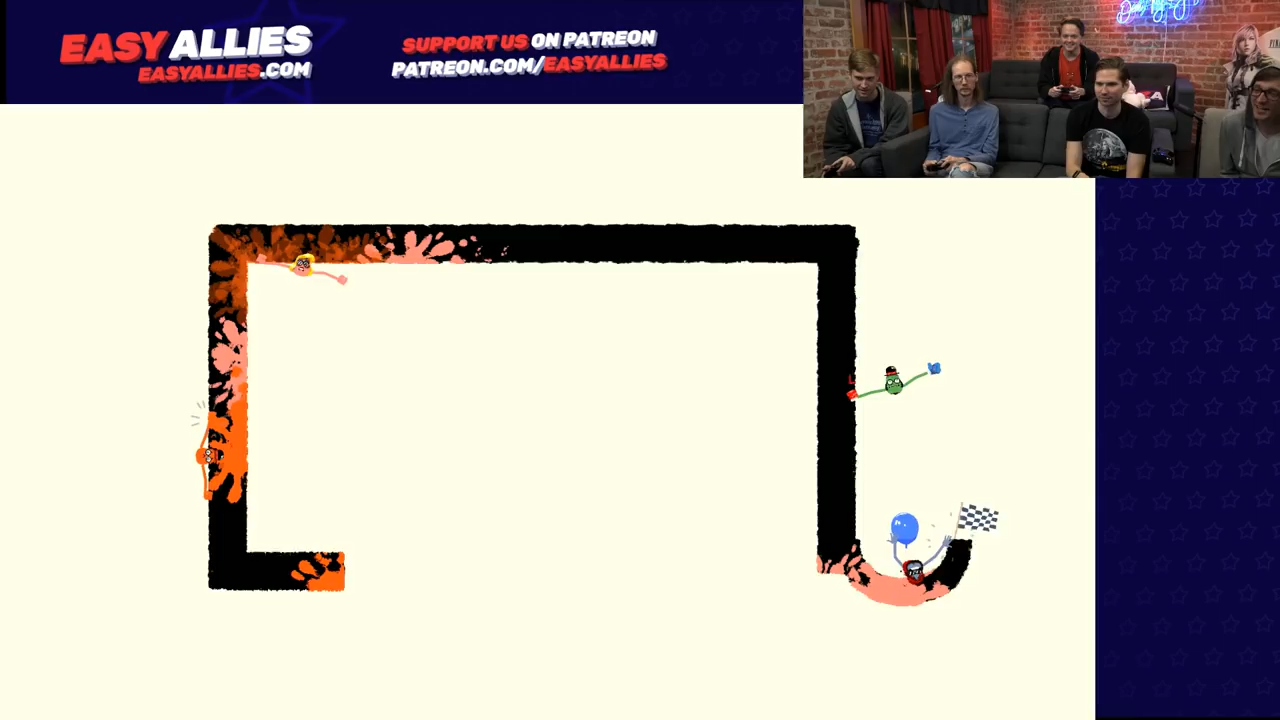 EASY ALLIES
EASYALLIES.COM
SUPPORT US ON PATREON
PATREON.COM/EASYALLIES